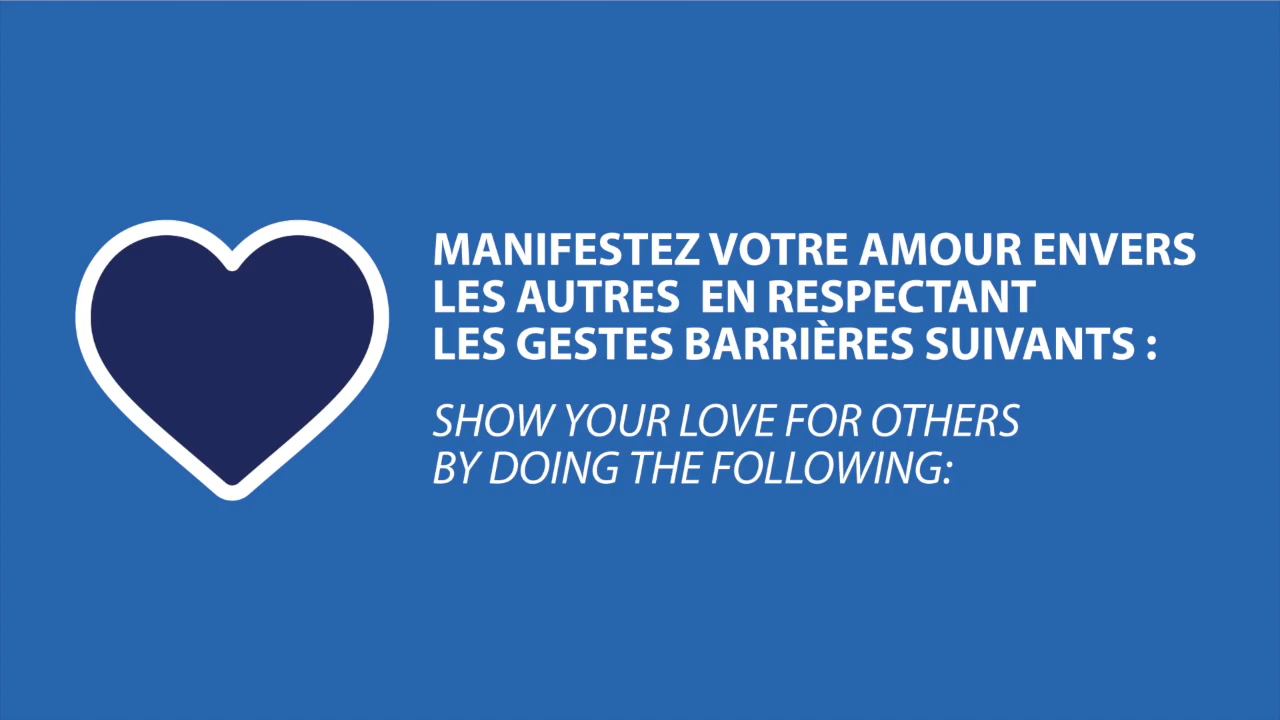 MANIFESTEZ VOTRE AMOUR ENVERS
LES AUTRES EN RESPECTANT
LES GESTES BARRIÈRES SUIVANTS :
SHOW YOUR LOVE FOR OTHERS
BY DOING THE FOLLOWING: